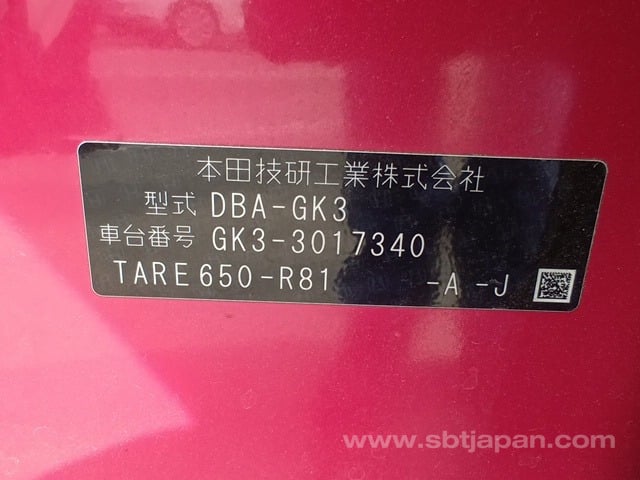 本田技研工業株式会社
型式 DBA-GK3
車台番号 GK3-3017340
TARE650-R81 -A -J
www.sbtjapan.com